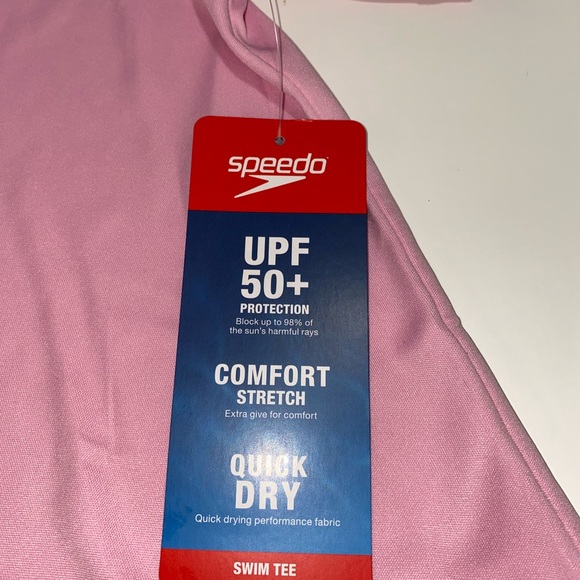 speedo
UPF
50+
PROTECTION
Block up to 98% of
the sun's harmful rays
COMFORT
STRETCH
Extra give for comfort
QUICK
DRY
Quick drying performance fabric
SWIM TEE